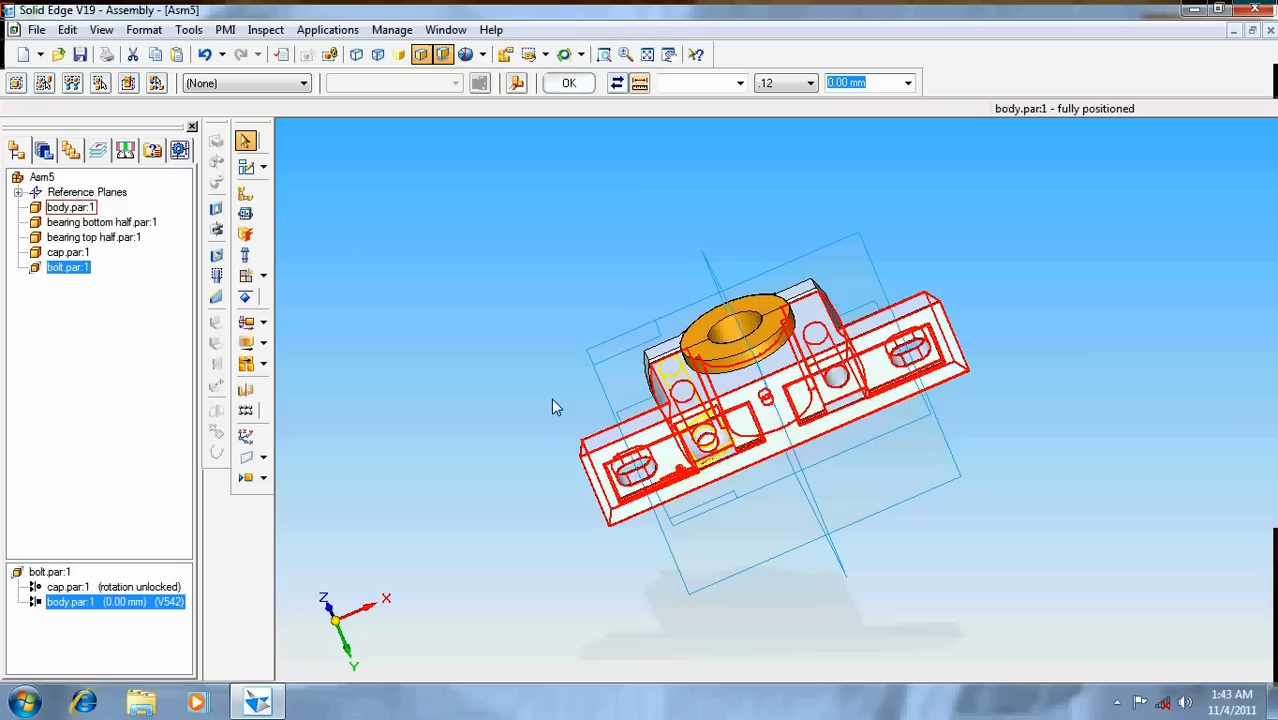 Solid Edge V19 - Assembly - [Asm5]
File Edit View Format Tools PMI Inspect Applications Manage Window Help
(None) OK .12 0.00 mm
body.par:1 - fully positioned
Asm5
Reference Planes
body.par:1
bearing bottom half.par:1
bearing top half.par:1
cap.par:1
bolt.par:1
bolt.par:1
cap.par:1 (rotation unlocked)
body.par:1 (0.00 mm) (V542)
Z
X
Y
1:43 AM
11/4/2011